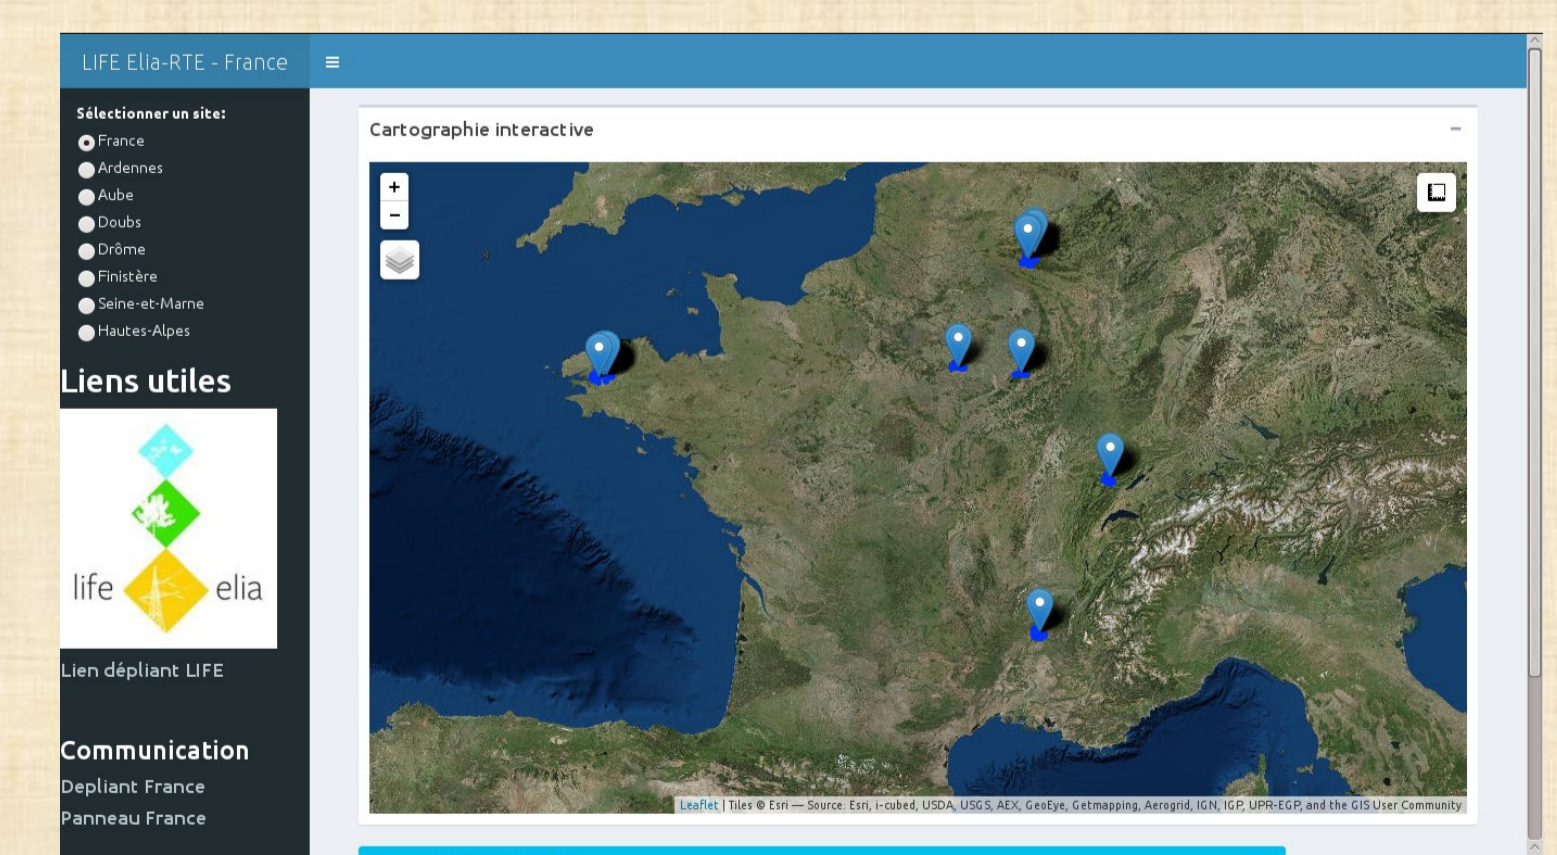 LIFE Elia-RTE - France
Sélectionner un site:
France
Ardennes
Aube
Doubs
Drôme
Finistère
Seine-et-Marne
Hautes-Alpes
Liens utiles
life elia
Lien dépliant LIFE
Communication
Depliant France
Panneau France
Cartographie interactive
+
-
Leaflet | Tiles © Esri — Source: Esri, i-cubed, USDA, USGS, AEX, GeoEye, Getmapping, Aerogrid, IGN, IGP, UPR-EGP, and the GIS User Community